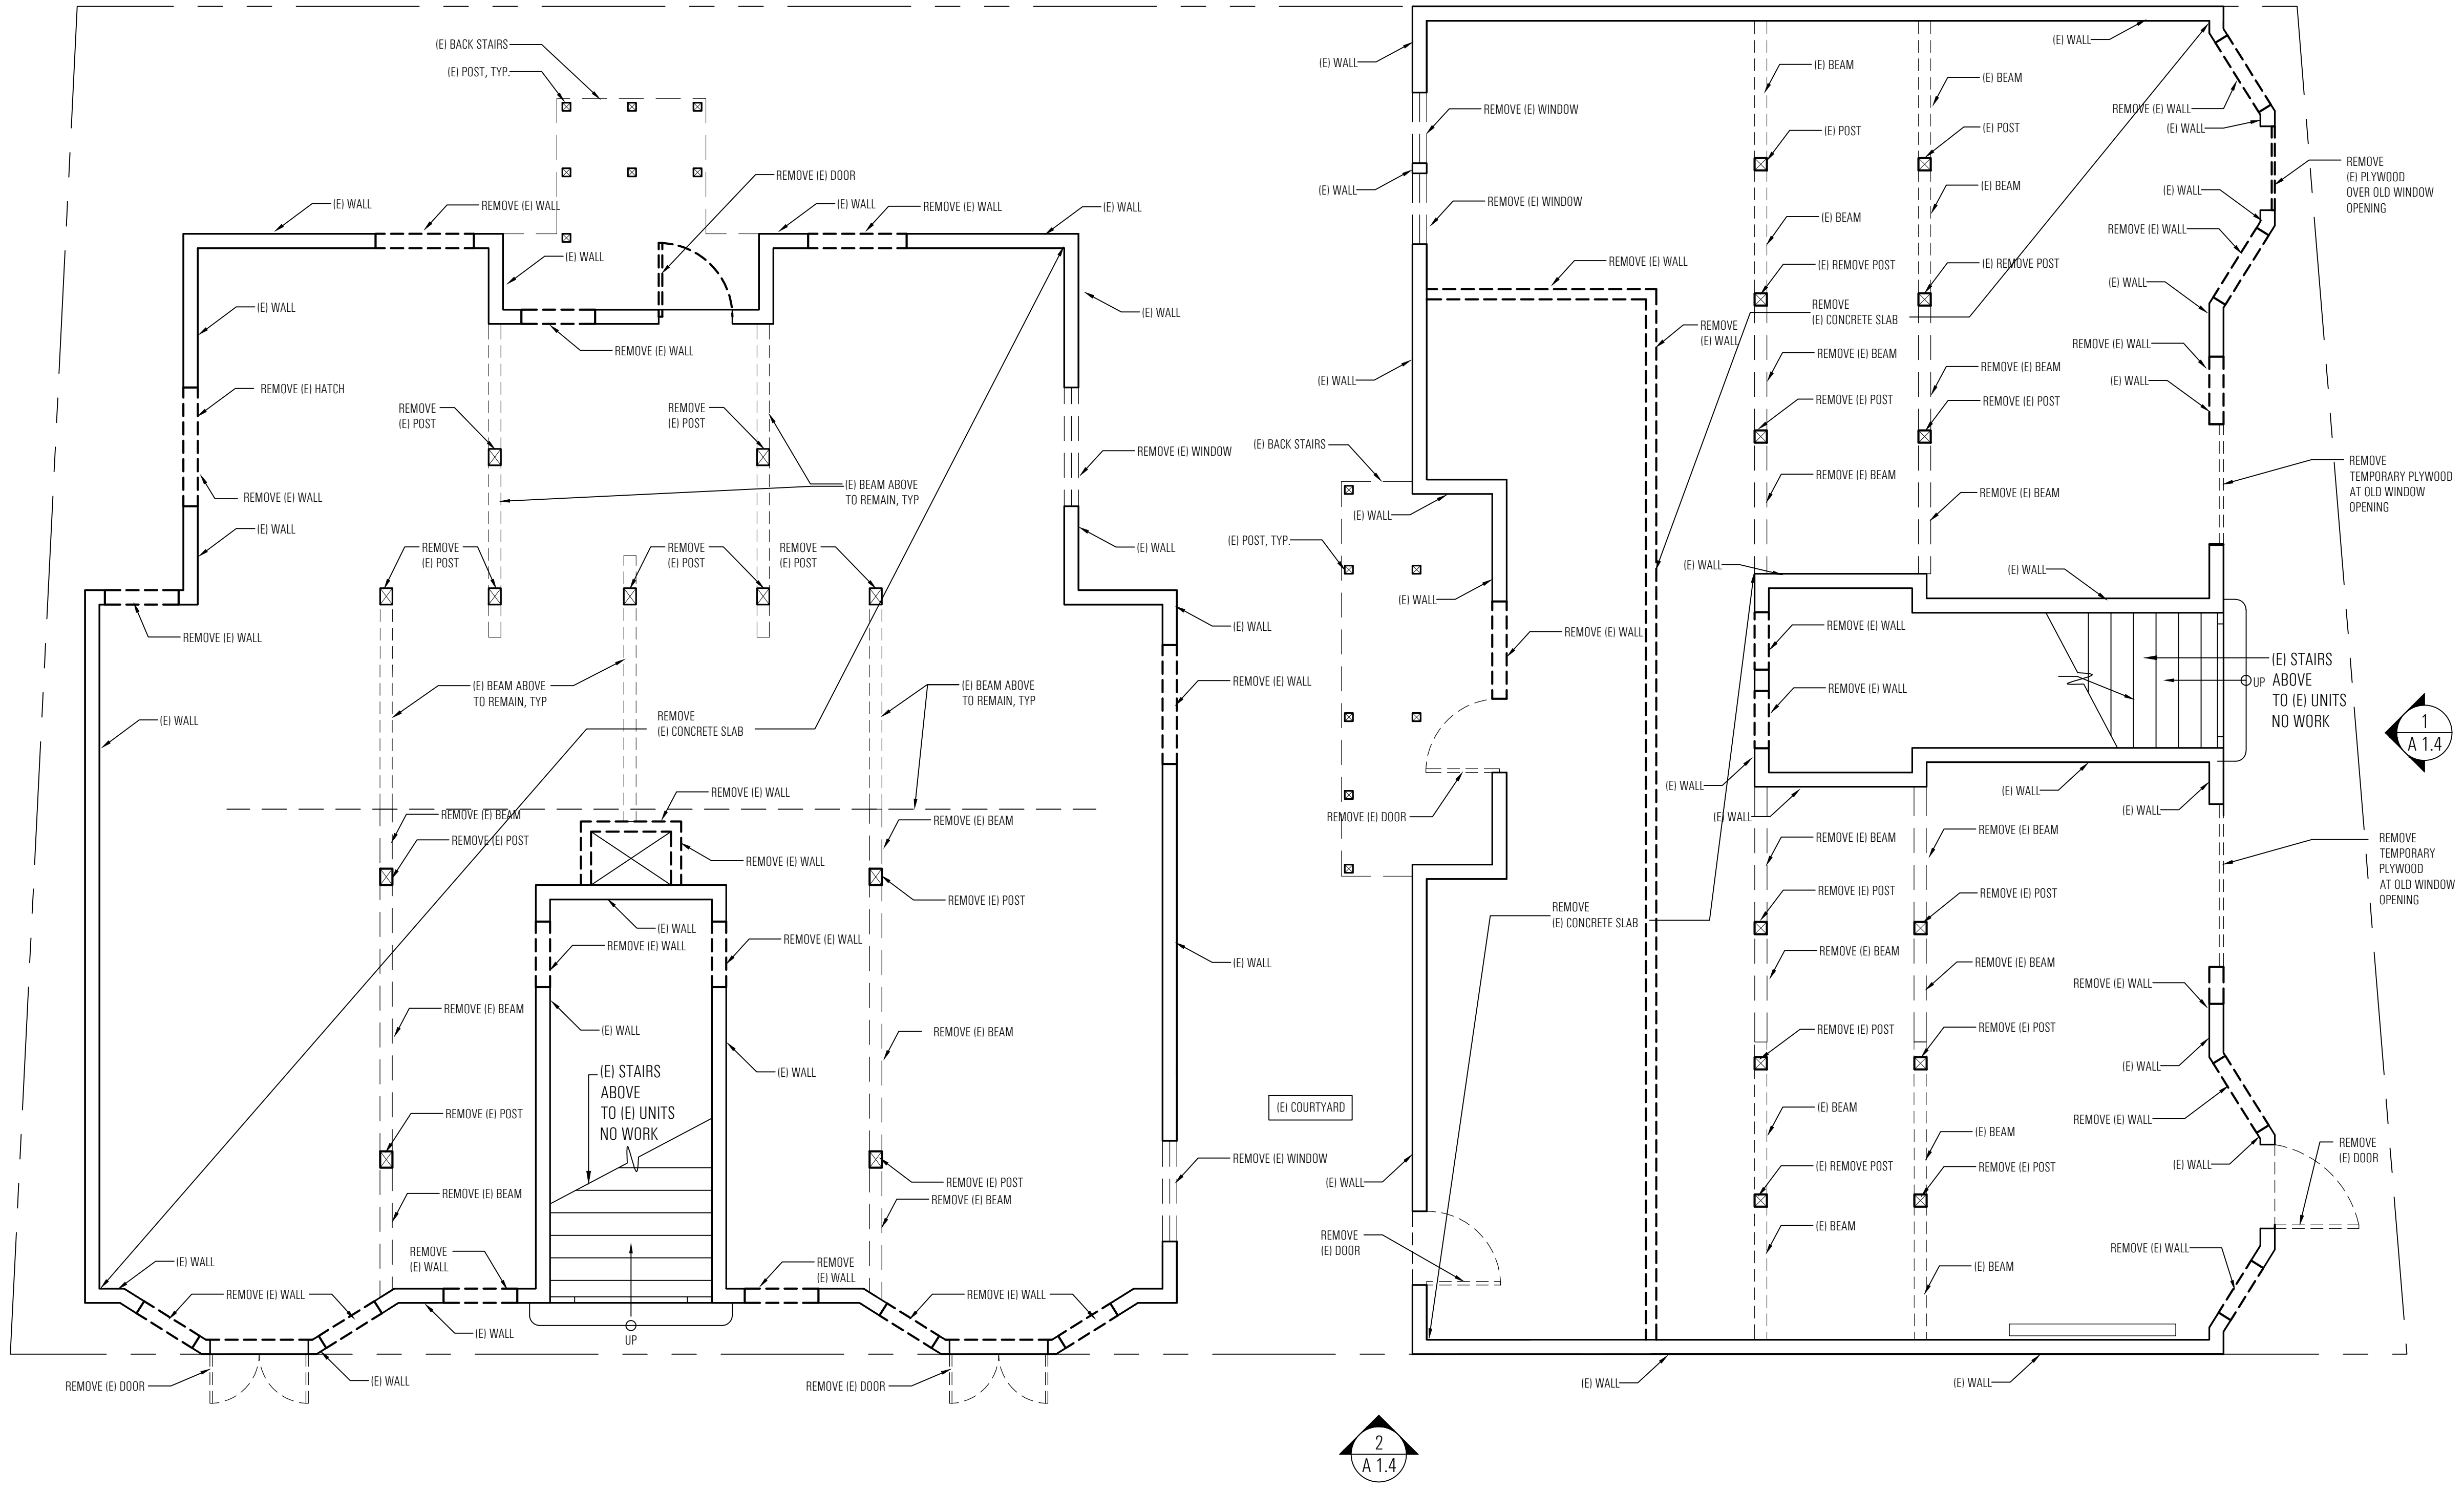 (E) BACK STAIRS
(E) POST, TYP.
REMOVE (E) DOOR
(E) WALL
REMOVE (E) WALL
(E) WALL
REMOVE (E) WALL
(E) WALL
(E) WALL
(E) WALL
(E) WALL
REMOVE (E) WALL
REMOVE (E) HATCH
REMOVE
(E) POST
REMOVE
(E) POST
REMOVE (E) WINDOW
REMOVE (E) WALL
(E) BEAM ABOVE
TO REMAIN, TYP
(E) WALL
REMOVE
(E) POST
REMOVE
(E) POST
REMOVE
(E) POST
(E) WALL
(E) WALL
REMOVE (E) WALL
(E) BEAM ABOVE
TO REMAIN, TYP
(E) BEAM ABOVE
TO REMAIN, TYP
REMOVE (E) WALL
(E) WALL
REMOVE
(E) CONCRETE SLAB
REMOVE (E) WALL
REMOVE (E) BEAM
REMOVE (E) BEAM
REMOVE (E) POST
REMOVE (E) WALL
REMOVE (E) POST
(E) WALL
REMOVE (E) WALL
REMOVE (E) WALL
(E) WALL
REMOVE (E) BEAM
(E) WALL
REMOVE (E) BEAM
(E) STAIRS
ABOVE
TO (E) UNITS
NO WORK
(E) WALL
REMOVE (E) POST
REMOVE (E) WINDOW
REMOVE (E) POST
REMOVE (E) BEAM
REMOVE (E) BEAM
(E) WALL
REMOVE
(E) WALL
REMOVE
(E) WALL
REMOVE (E) WALL
REMOVE (E) WALL
(E) WALL
UP
REMOVE (E) DOOR
(E) WALL
REMOVE (E) DOOR
(E) COURTYARD
2
A 1.4
(E) WALL
(E) WALL
(E) BEAM
(E) BEAM
REMOVE (E) WINDOW
REMOVE (E) WALL
(E) POST
(E) POST
(E) WALL
REMOVE
(E) PLYWOOD
OVER OLD WINDOW
OPENING
(E) WALL
REMOVE (E) WINDOW
(E) BEAM
(E) BEAM
(E) WALL
REMOVE (E) WALL
REMOVE (E) WALL
(E) REMOVE POST
(E) REMOVE POST
(E) WALL
REMOVE
(E) CONCRETE SLAB
REMOVE
(E) WALL
REMOVE (E) WALL
(E) WALL
REMOVE (E) BEAM
REMOVE (E) BEAM
(E) WALL
REMOVE (E) POST
REMOVE (E) POST
(E) BACK STAIRS
REMOVE
TEMPORARY PLYWOOD
AT OLD WINDOW
OPENING
REMOVE (E) BEAM
REMOVE (E) BEAM
(E) WALL
(E) POST, TYP.
(E) WALL
(E) WALL
(E) WALL
REMOVE (E) WALL
REMOVE (E) WALL
(E) STAIRS
ABOVE
TO (E) UNITS
NO WORK
UP
REMOVE (E) WALL
1
A 1.4
(E) WALL
(E) WALL
REMOVE (E) DOOR
(E) WALL
(E) WALL
REMOVE (E) BEAM
REMOVE (E) BEAM
REMOVE
TEMPORARY
PLYWOOD
AT OLD WINDOW
OPENING
REMOVE (E) POST
REMOVE (E) POST
REMOVE
(E) CONCRETE SLAB
REMOVE (E) BEAM
REMOVE (E) BEAM
REMOVE (E) WALL
REMOVE (E) POST
REMOVE (E) POST
(E) WALL
(E) BEAM
REMOVE (E) WALL
(E) BEAM
REMOVE
(E) DOOR
(E) REMOVE POST
REMOVE (E) POST
(E) WALL
(E) WALL
(E) BEAM
REMOVE
(E) DOOR
REMOVE (E) WALL
(E) BEAM
(E) WALL
(E) WALL